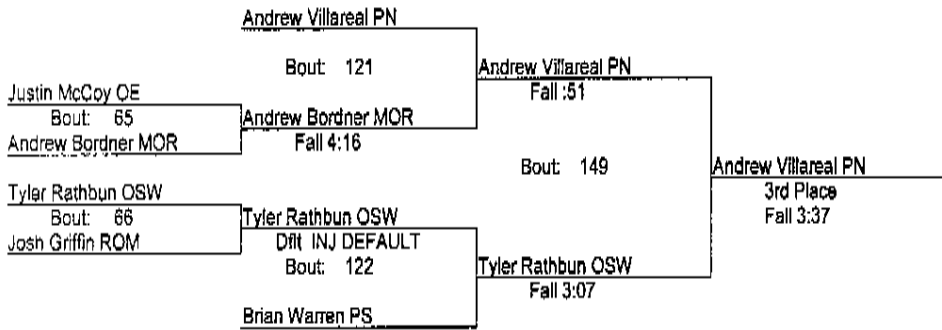 Andrew Villareal PN
Bout: 121
Andrew Villareal PN
Fall :51
Justin McCoy OE
Bout: 65
Andrew Bordner MOR
Andrew Bordner MOR
Fall 4:16
Bout: 149
Andrew Villareal PN
3rd Place
Fall 3:37
Tyler Rathbun OSW
Bout: 66
Josh Griffin ROM
Tyler Rathbun OSW
Dflt INJ DEFAULT
Bout: 122
Tyler Rathbun OSW
Fall 3:07
Brian Warren PS